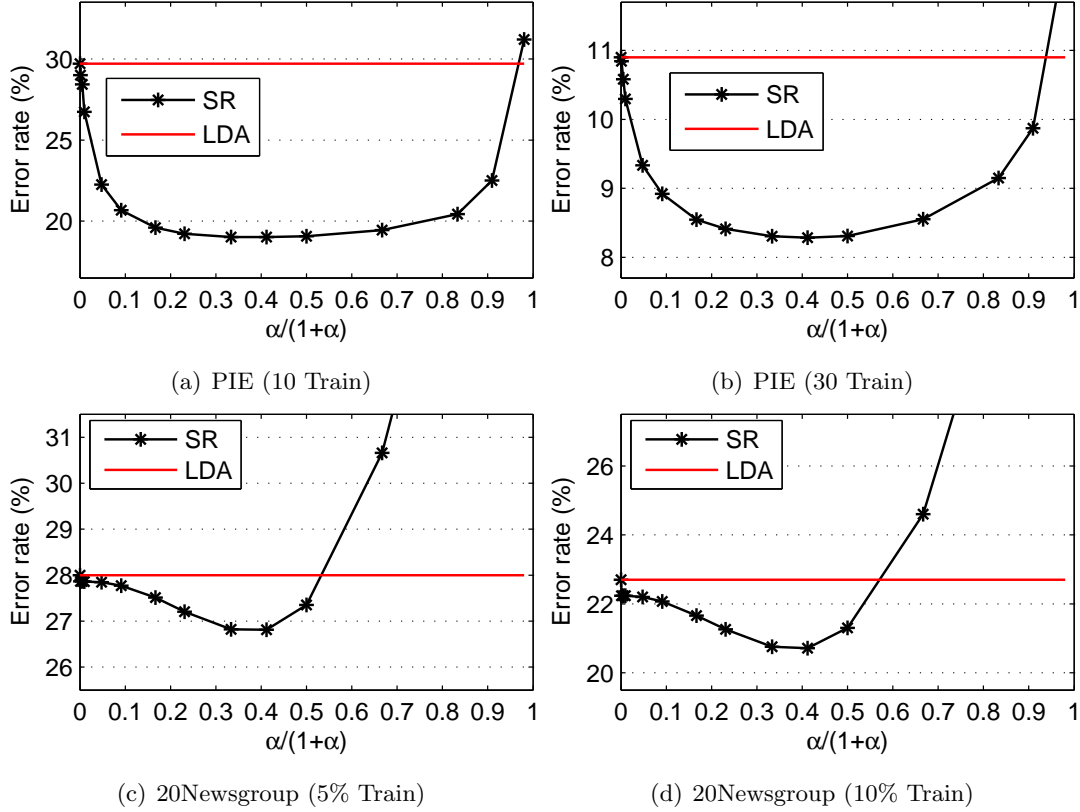 30
25
20
Error rate (%)
SR
LDA
0 0.1 0.2 0.3 0.4 0.5 0.6 0.7 0.8 0.9 1
α/(1+α)
(a) PIE (10 Train)
11
10
9
8
Error rate (%)
SR
LDA
0 0.1 0.2 0.3 0.4 0.5 0.6 0.7 0.8 0.9 1
α/(1+α)
(b) PIE (30 Train)
31
30
29
28
27
26
Error rate (%)
SR
LDA
0 0.1 0.2 0.3 0.4 0.5 0.6 0.7 0.8 0.9 1
α/(1+α)
(c) 20Newsgroup (5% Train)
26
24
22
20
Error rate (%)
SR
LDA
0 0.1 0.2 0.3 0.4 0.5 0.6 0.7 0.8 0.9 1
α/(1+α)
(d) 20Newsgroup (10% Train)